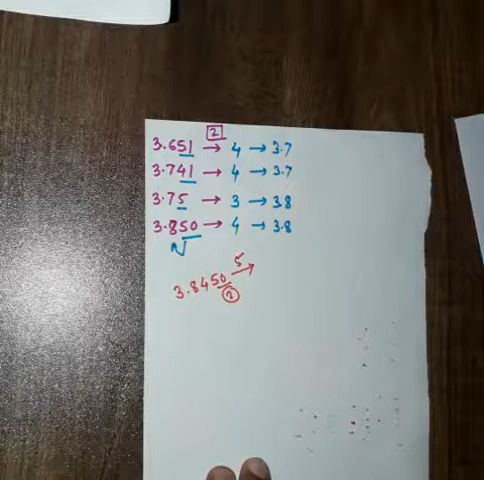 2
3.651 → 4 → 3.7
3.741 → 4 → 3.7
3.75 → 3 → 3.8
3.850 → 4 → 3.8
5
3.8450 →
2